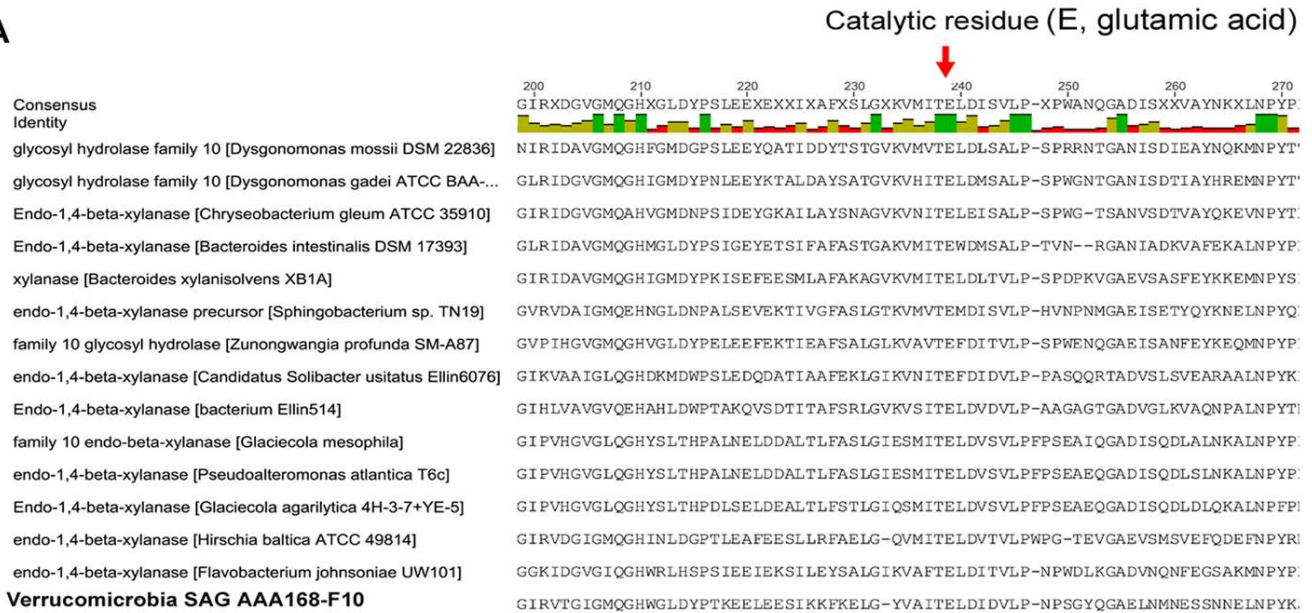 A
Catalytic residue (E, glutamic acid)
200 210 220 230 240 250 260 270
Consensus GIRXDGVGMQGHXGLDYPSLEEXEXXIXAFXSLGXKVMITELDISVLP-XPWANQGADISXXVAYNKXLNPYP
Identity
glycosyl hydrolase family 10 [Dysgonomonas mossii DSM 22836] NIRIDAVGMQGHFGMDGPSLEEYQATIDDYTSTGVKVMVTELDLSALP-SPRRNTGANISDIEAYNQKMNPYT
glycosyl hydrolase family 10 [Dysgonomonas gadei ATCC BAA-... GLRIDGVGMQGHIGMDYPNLEEYKTALDAYSATGVKVHITELDMSALP-SPWGNTGANISDTIAYHREMNPYT
Endo-1,4-beta-xylanase [Chryseobacterium gleum ATCC 35910] GIRIDGVGMQAHVGMDNPSIDEYGKAILAYSNAGVKVNITELEISALP-SPWG-TSANVSDTVAYQKEVNPYT
Endo-1,4-beta-xylanase [Bacteroides intestinalis DSM 17393] GLRIDAVGMQGHMGLDYPSIGEYETSIFAFASTGAKVMITEWDMSALP-TVN--RGANIADKVAFEKALNPYP
xylanase [Bacteroides xylanisolvens XB1A] GIRIDAVGMQGHIGMDYPKISEFEESMLAFAKAGVKVMITELDLTVLP-SPDPKVGAEVSASFEYKKEMNPYS
endo-1,4-beta-xylanase precursor [Sphingobacterium sp. TN19] GVRVDAIGMQEHNGLDNPALSEVEKTIVGFASLGTKVMVTEMDISVLP-HVNPNMGAEISETYQYKNELNPYQ
family 10 glycosyl hydrolase [Zunongwangia profunda SM-A87] GVPIHGVGMQGHVGLDYPELEEFEKTIEAFSALGLKVAVTEFDITVLP-SPWENQGAEISANFEYKEQMNPYP
endo-1,4-beta-xylanase [Candidatus Solibacter usitatus Ellin6076] GIKVAAIGLQGHDKMDWPSLEDQDATIAAFEKLGIKVNITEFDIDVLP-PASQQRTADVSLSVEARAALNPYK
Endo-1,4-beta-xylanase [bacterium Ellin514] GIHLVAVGVQEHAHLDWPTAKQVSDTITAFSRLGVKVSITELDVDVLP-AAGAGTGADVGLKVAQNPALNPYT
family 10 endo-beta-xylanase [Glaciecola mesophila] GIPVHGVGLQGHYSLTHPALNELDDALTLFASLGIESMITELDVSVLPFPSEAIQGADISQDLALNKALNPYP
endo-1,4-beta-xylanase [Pseudoalteromonas atlantica T6c] GIPVHGVGLQGHYSLTHPALNELDDALTLFASLGIESMITELDVSVLPFPSEAEQGADISQDLSLNKALNPYP
Endo-1,4-beta-xylanase [Glaciecola agarilytica 4H-3-7+YE-5] GIPVHGVGLQGHYSLTHPDLSELDEALTLFSTLGIQSMITELDVSVLPFPSEAEQGADISQDLDLQKALNPFP
endo-1,4-beta-xylanase [Hirschia baltica ATCC 49814] GIRVDGIGMQGHINLDGPTLEAFEESLLRFAELG-QVMITELDVTVLPWPG-TEVGAEVSMSVEFQDEFNPYR
endo-1,4-beta-xylanase [Flavobacterium johnsoniae UW101] GGKIDGVGIQGHWRLHSPSIEEIEKSILEYSALGIKVAFTELDISVLP-NPWDLKGADVNQNFEGSAKMNPYP
Verrucomicrobia SAG AAA168-F10 GIRVTGIGMQGHWNLDGPSLEEIEESIKKFKELG-YVAITELDISVLP-NPSGYQGAELNMNEESSNELNPYK